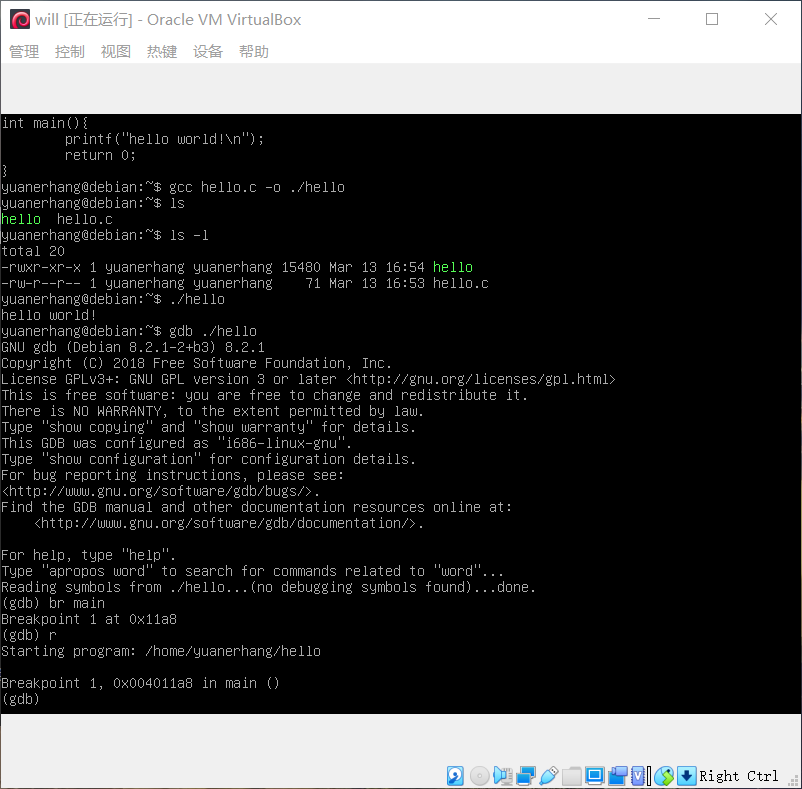 will [正在运行] - Oracle VM VirtualBox
管理 控制 视图 热键 设备 帮助
int main(){
        printf("hello world!\n");
        return 0;
}
yuanerhang@debian:~$ gcc hello.c -o ./hello
yuanerhang@debian:~$ ls
hello  hello.c
yuanerhang@debian:~$ ls -l
total 20
-rwxr-xr-x 1 yuanerhang yuanerhang 15480 Mar 13 16:54 hello
-rw-r--r-- 1 yuanerhang yuanerhang    71 Mar 13 16:53 hello.c
yuanerhang@debian:~$ ./hello
hello world!
yuanerhang@debian:~$ gdb ./hello
GNU gdb (Debian 8.2.1-2+b3) 8.2.1
Copyright (C) 2018 Free Software Foundation, Inc.
License GPLv3+: GNU GPL version 3 or later <http://gnu.org/licenses/gpl.html>
This is free software: you are free to change and redistribute it.
There is NO WARRANTY, to the extent permitted by law.
Type "show copying" and "show warranty" for details.
This GDB was configured as "i686-linux-gnu".
Type "show configuration" for configuration details.
For bug reporting instructions, please see:
<http://www.gnu.org/software/gdb/bugs/>.
Find the GDB manual and other documentation resources online at:
    <http://www.gnu.org/software/gdb/documentation/>.
For help, type "help".
Type "apropos word" to search for commands related to "word"...
Reading symbols from ./hello...(no debugging symbols found)...done.
(gdb) br main
Breakpoint 1 at 0x11a8
(gdb) r
Starting program: /home/yuanerhang/hello
Breakpoint 1, 0x004011a8 in main ()
(gdb)
Right Ctrl